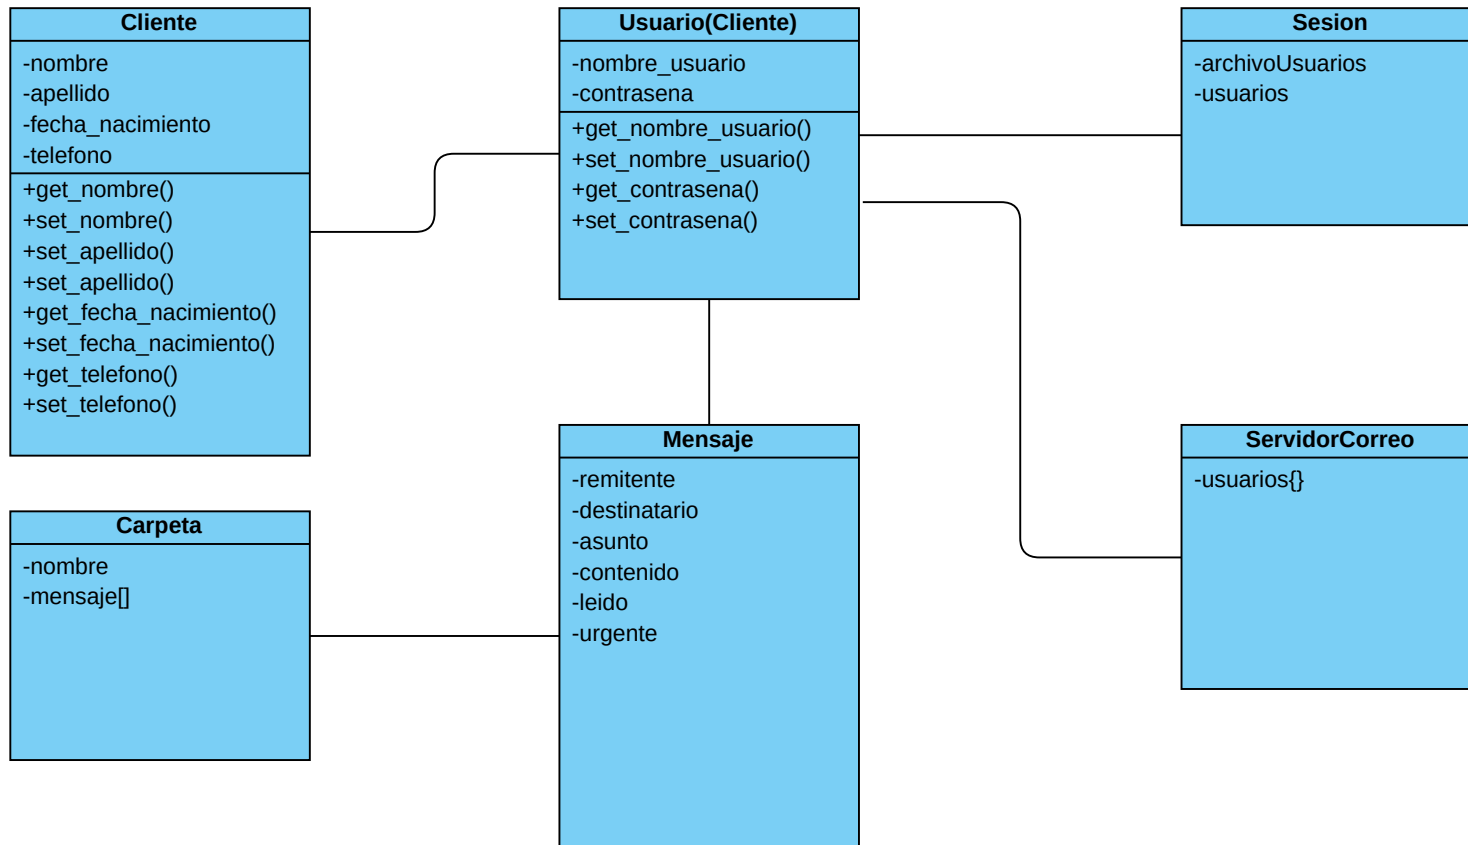 Cliente
-nombre
-apellido
-fecha_nacimiento
-telefono
+get_nombre()
+set_nombre()
+set_apellido()
+set_apellido()
+get_fecha_nacimiento()
+set_fecha_nacimiento()
+get_telefono()
+set_telefono()
Usuario(Cliente)
-nombre_usuario
-contrasena
+get_nombre_usuario()
+set_nombre_usuario()
+get_contrasena()
+set_contrasena()
Sesion
-archivoUsuarios
-usuarios
Carpeta
-nombre
-mensaje[]
Mensaje
-remitente
-destinatario
-asunto
-contenido
-leido
-urgente
ServidorCorreo
-usuarios{}